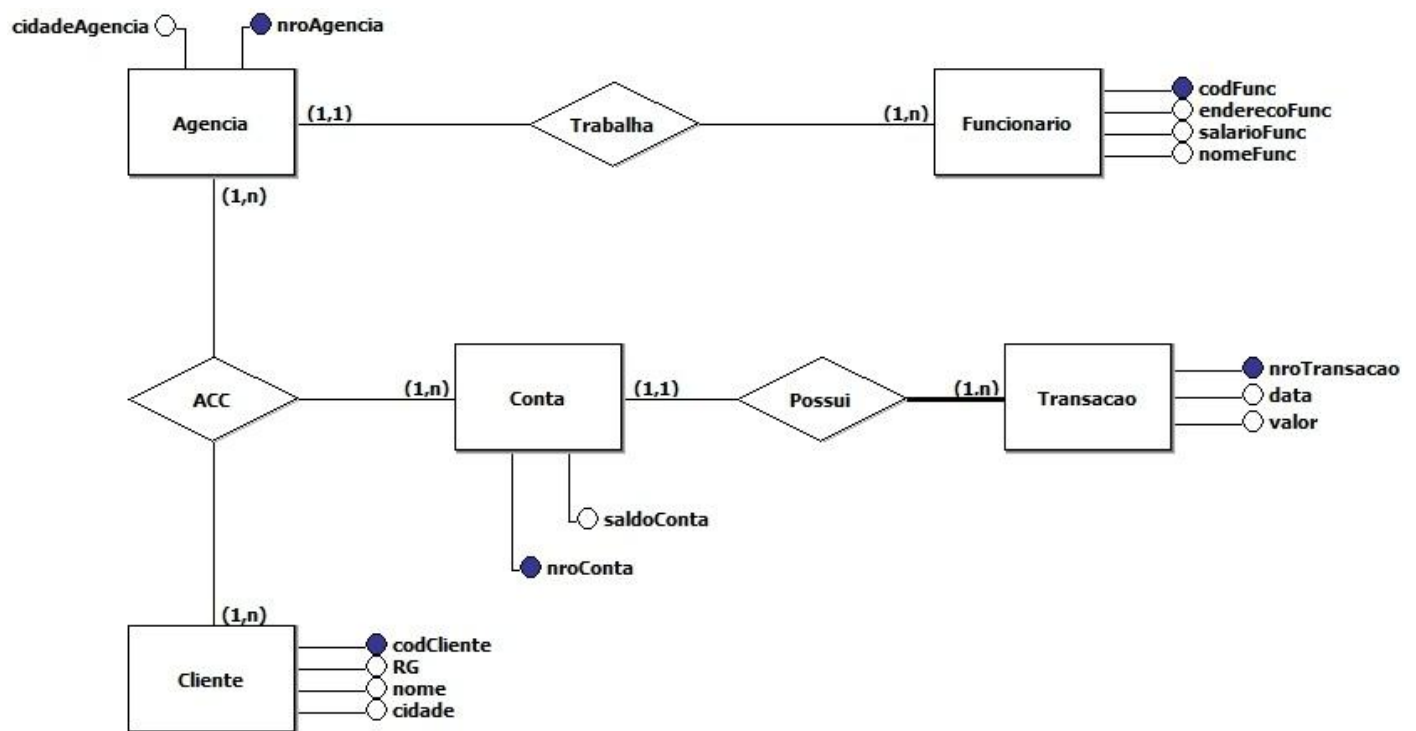 cidadeAgencia
nroAgencia
Agencia
(1,1)
Trabalha
(1,n)
Funcionario
codFunc
enderecoFunc
salarioFunc
nomeFunc
(1,n)
ACC
(1,n)
Conta
(1,1)
Possui
(1.n)
Transacao
nroTransacao
data
valor
saldoConta
nroConta
(1,n)
Cliente
codCliente
RG
nome
cidade